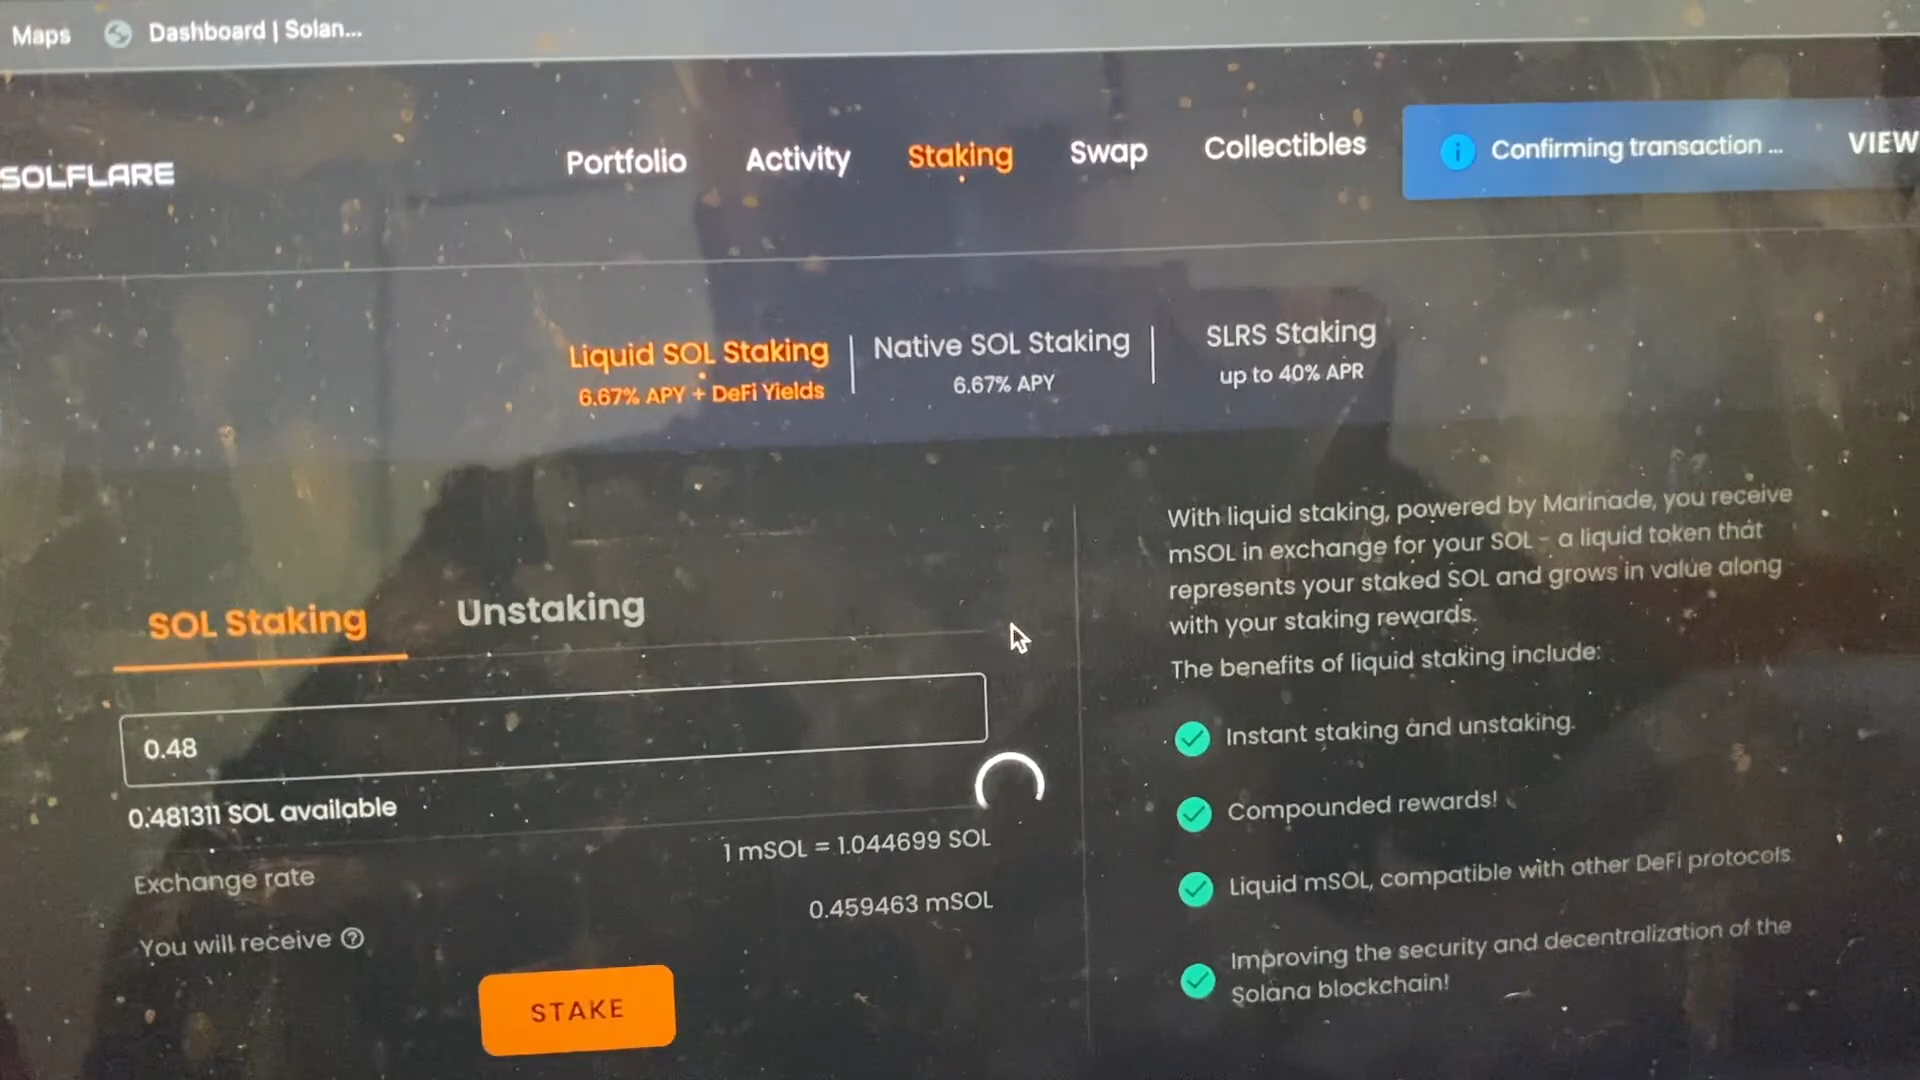 Maps Dashboard | Solan...
SOLFLARE Portfolio Activity Staking Swap Collectibles Confirming transaction ... VIEW
Liquid SOL Staking
6.67% APY + DeFi Yields
Native SOL Staking
6.67% APY
SLRS Staking
up to 40% APR
SOL Staking Unstaking
0.48
0.481311 SOL available
Exchange rate 1 mSOL = 1.044699 SOL
You will receive 0.459463 mSOL
STAKE
With liquid staking, powered by Marinade, you receive
mSOL in exchange for your SOL - a liquid token that
represents your staked SOL and grows in value along
with your staking rewards.
The benefits of liquid staking include:
Instant staking and unstaking.
Compounded rewards!
Liquid mSOL, compatible with other DeFi protocols.
Improving the security and decentralization of the
Solana blockchain!